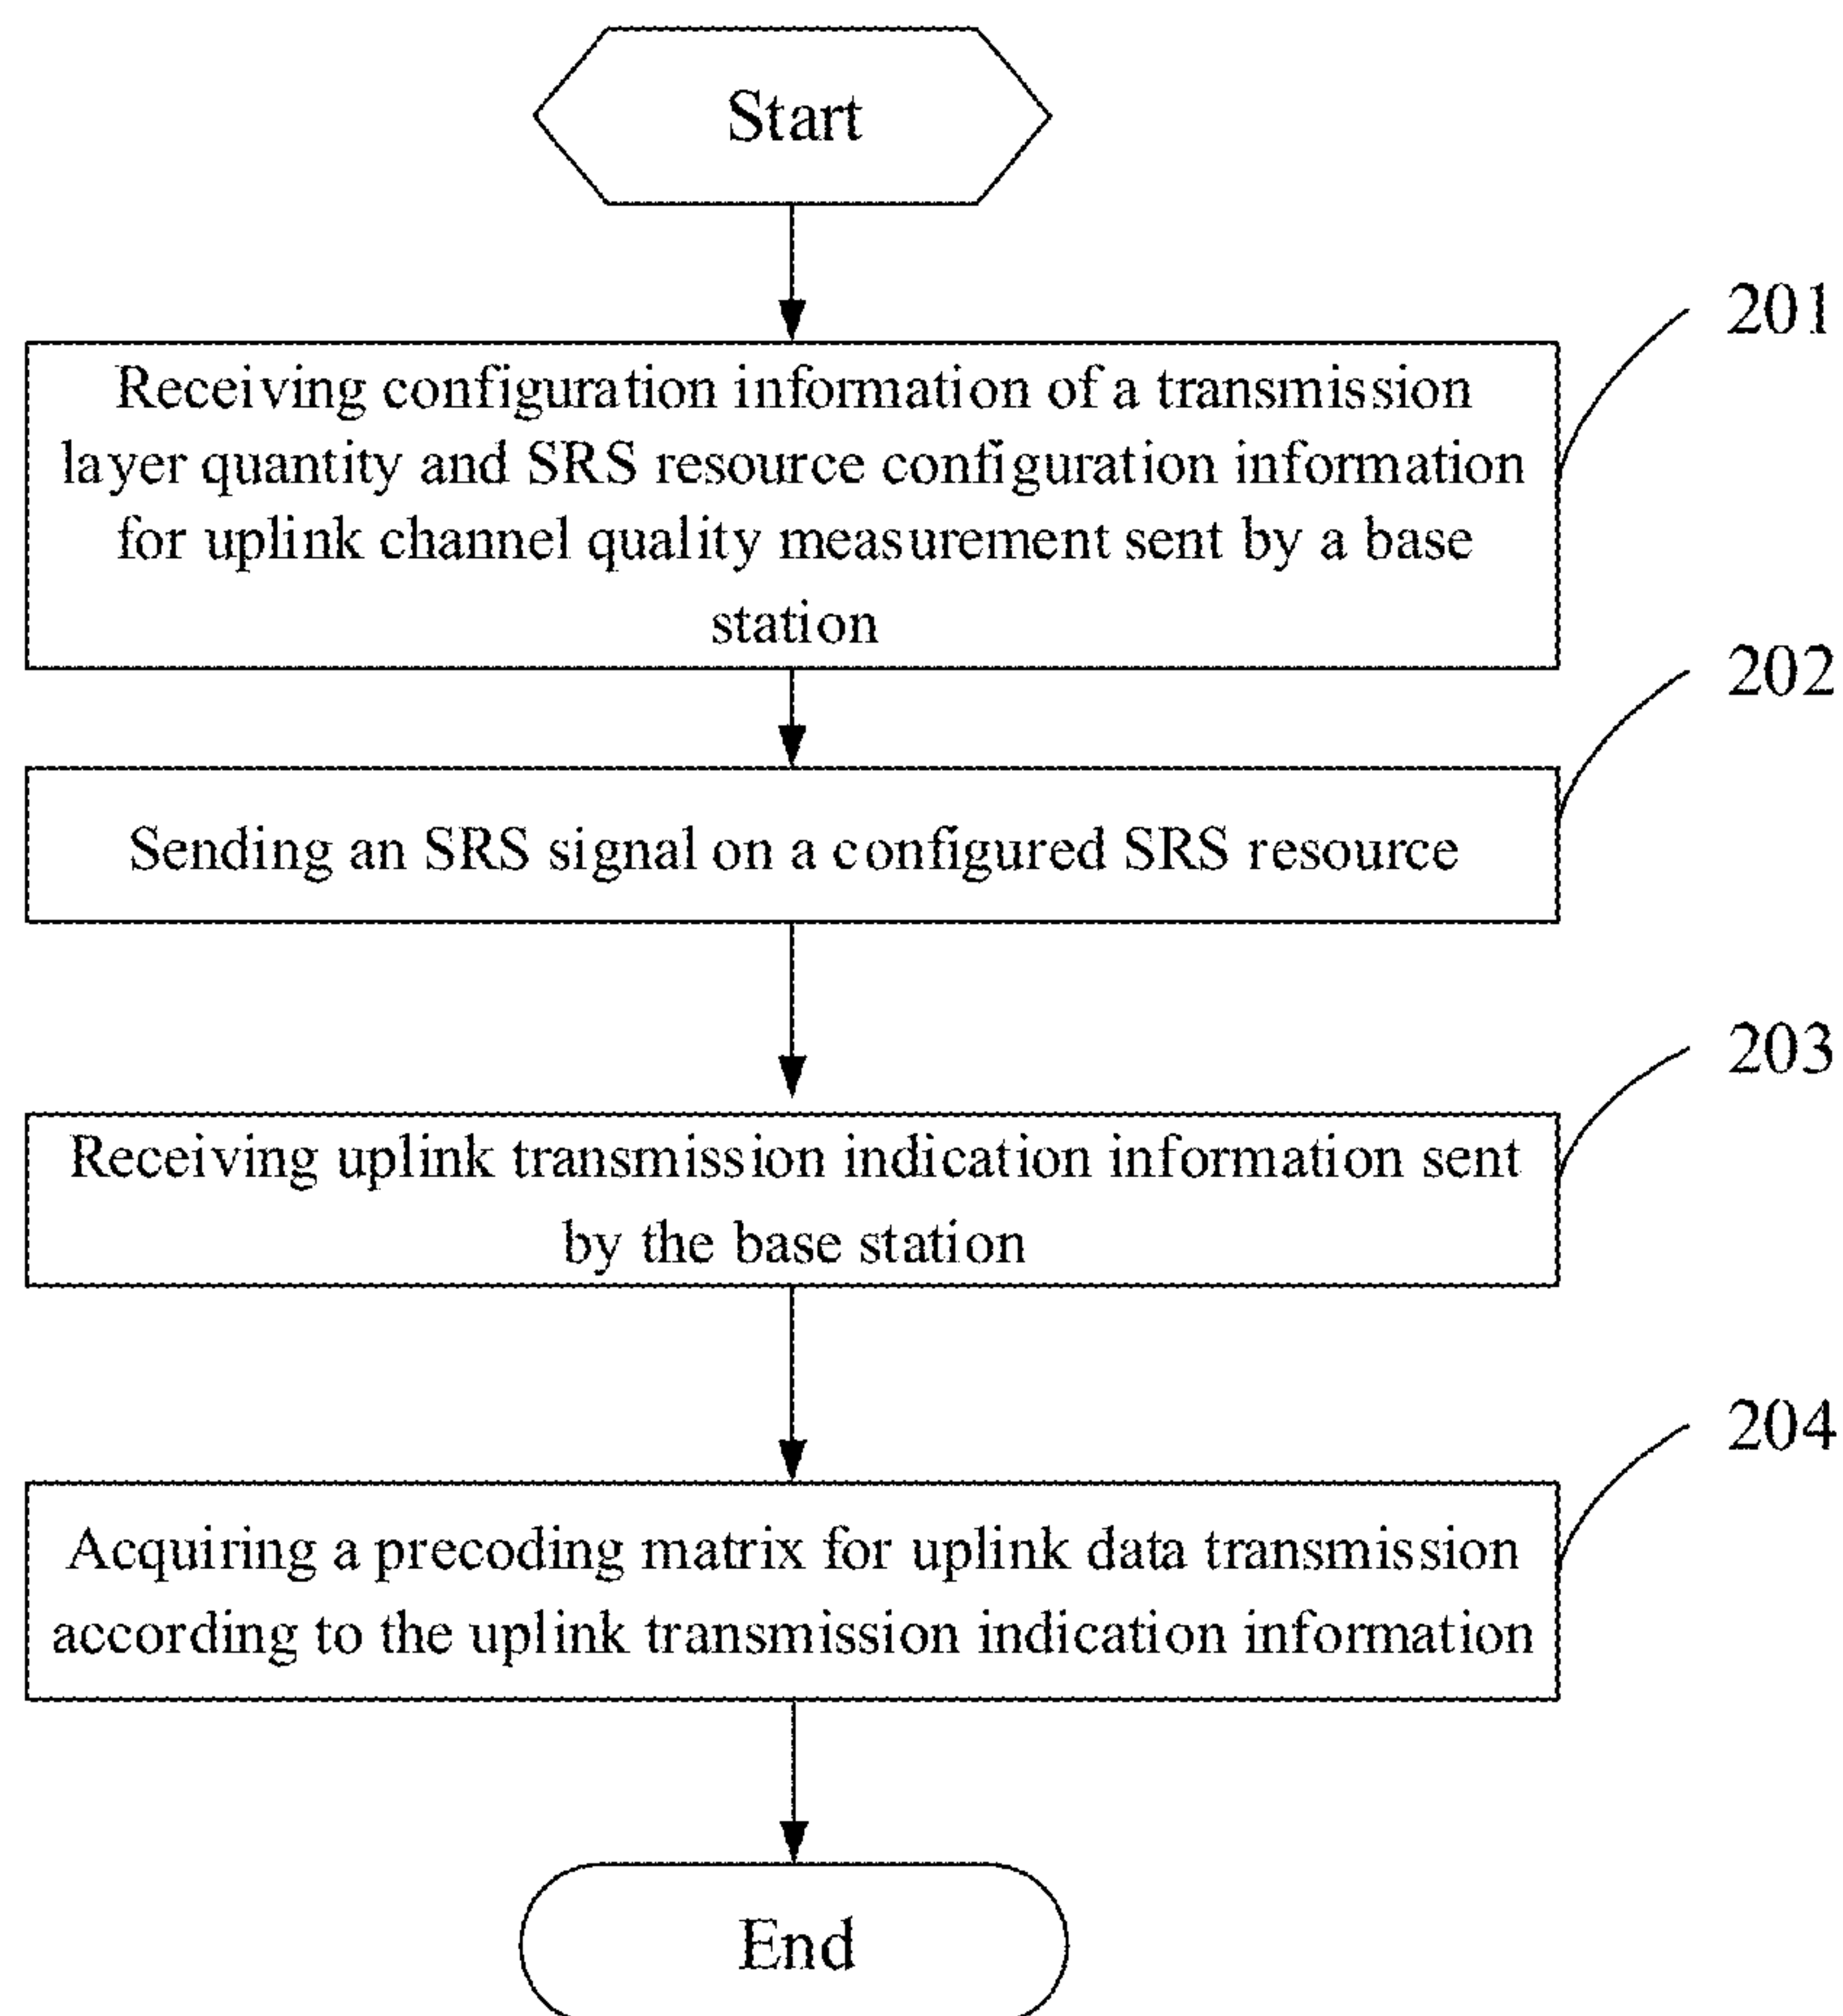 Start
201
Receiving configuration information of a transmission
layer quantity and SRS resource configuration information
for uplink channel quality measurement sent by a base
station
202
Sending an SRS signal on a configured SRS resource
203
Receiving uplink transmission indication information sent
by the base station
204
Acquiring a precoding matrix for uplink data transmission
according to the uplink transmission indication information
End